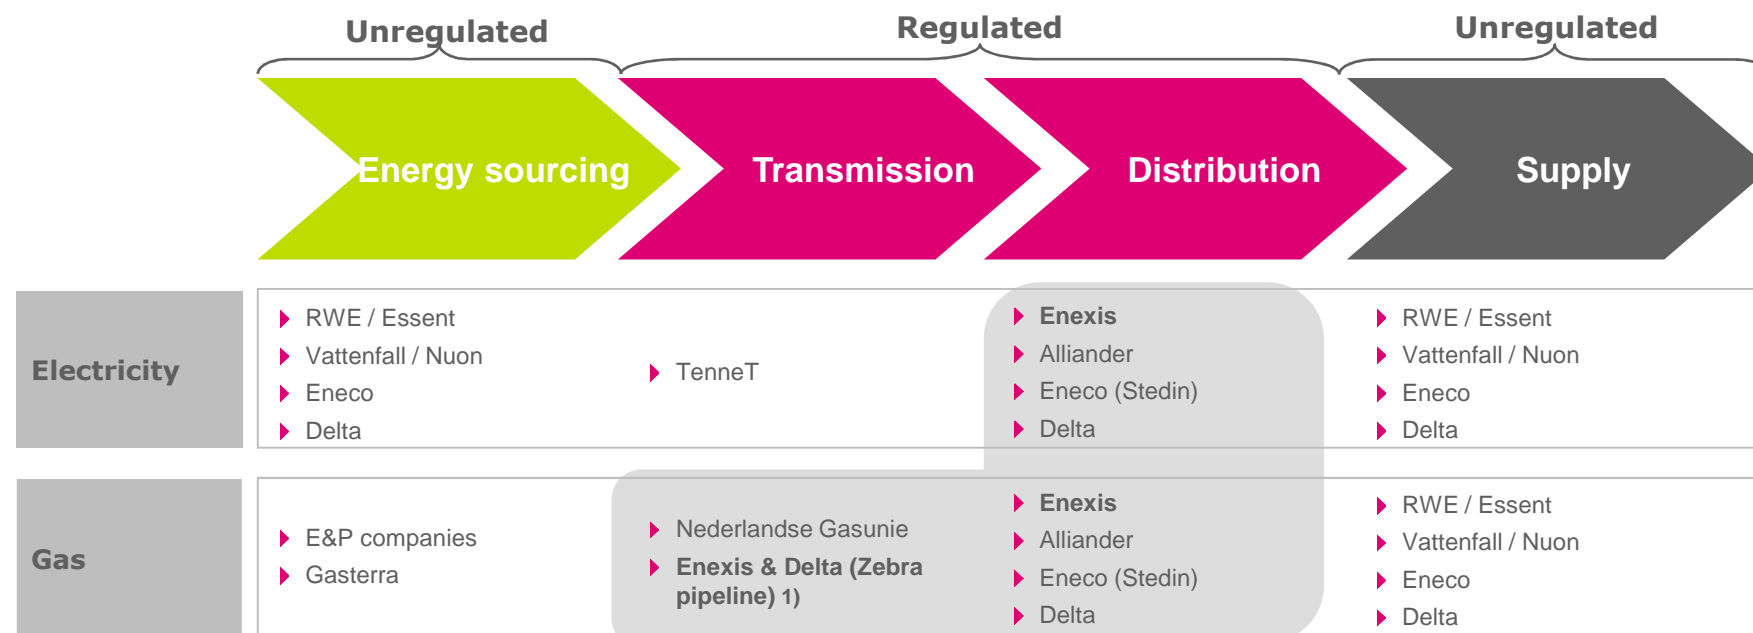 Unregulated
Regulated
Unregulated
Energy sourcing
Transmission
Distribution
Supply
Electricity
RWE / Essent
Vattenfall / Nuon
Eneco
Delta
TenneT
Enexis
Alliander
Eneco (Stedin)
Delta
RWE / Essent
Vattenfall / Nuon
Eneco
Delta
Gas
E&P companies
Gasterra
Nederlandse Gasunie
Enexis & Delta (Zebra
pipeline) 1)
Enexis
Alliander
Eneco (Stedin)
Delta
RWE / Essent
Vattenfall / Nuon
Eneco
Delta